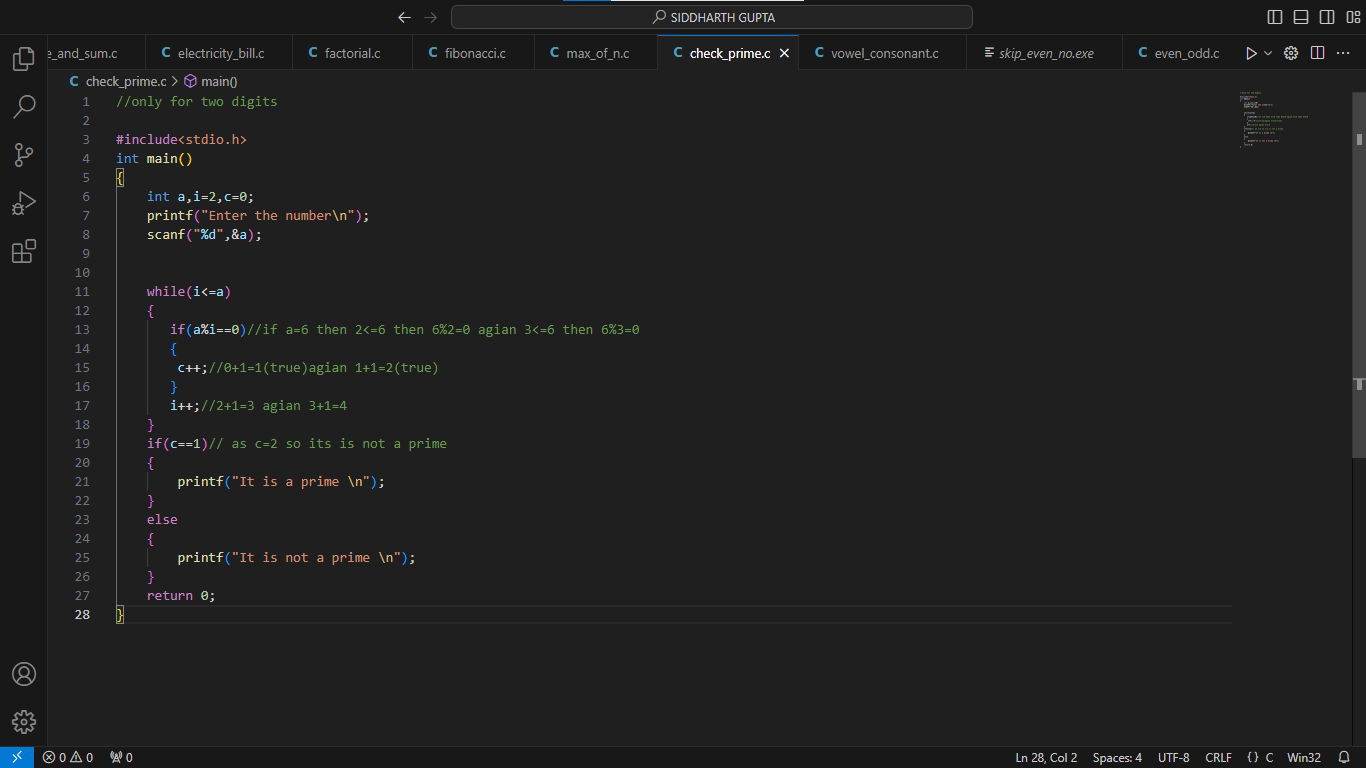 SIDDHARTH GUPTA
e_and_sum.c
C electricity_bill.c
C factorial.c
C fibonacci.c
C max_of_n.c
C check_prime.c
C vowel_consonant.c
skip_even_no.exe
C even_odd.c
C check_prime.c > main()
1 //only for two digits
2
3 #include<stdio.h>
4 int main()
5 {
6 int a,i=2,c=0;
7 printf("Enter the number\n");
8 scanf("%d",&a);
9
10
11 while(i<=a)
12 {
13 if(a%i==0)//if a=6 then 2<=6 then 6%2=0 agian 3<=6 then 6%3=0
14 {
15 c++;//0+1=1(true)agian 1+1=2(true)
16 }
17 i++;//2+1=3 agian 3+1=4
18 }
19 if(c==1)// as c=2 so its is not a prime
20 {
21 printf("It is a prime \n");
22 }
23 else
24 {
25 printf("It is not a prime \n");
26 }
27 return 0;
28 }
0 0 0
Ln 28, Col 2
Spaces: 4
UTF-8
CRLF
{ } C
Win32